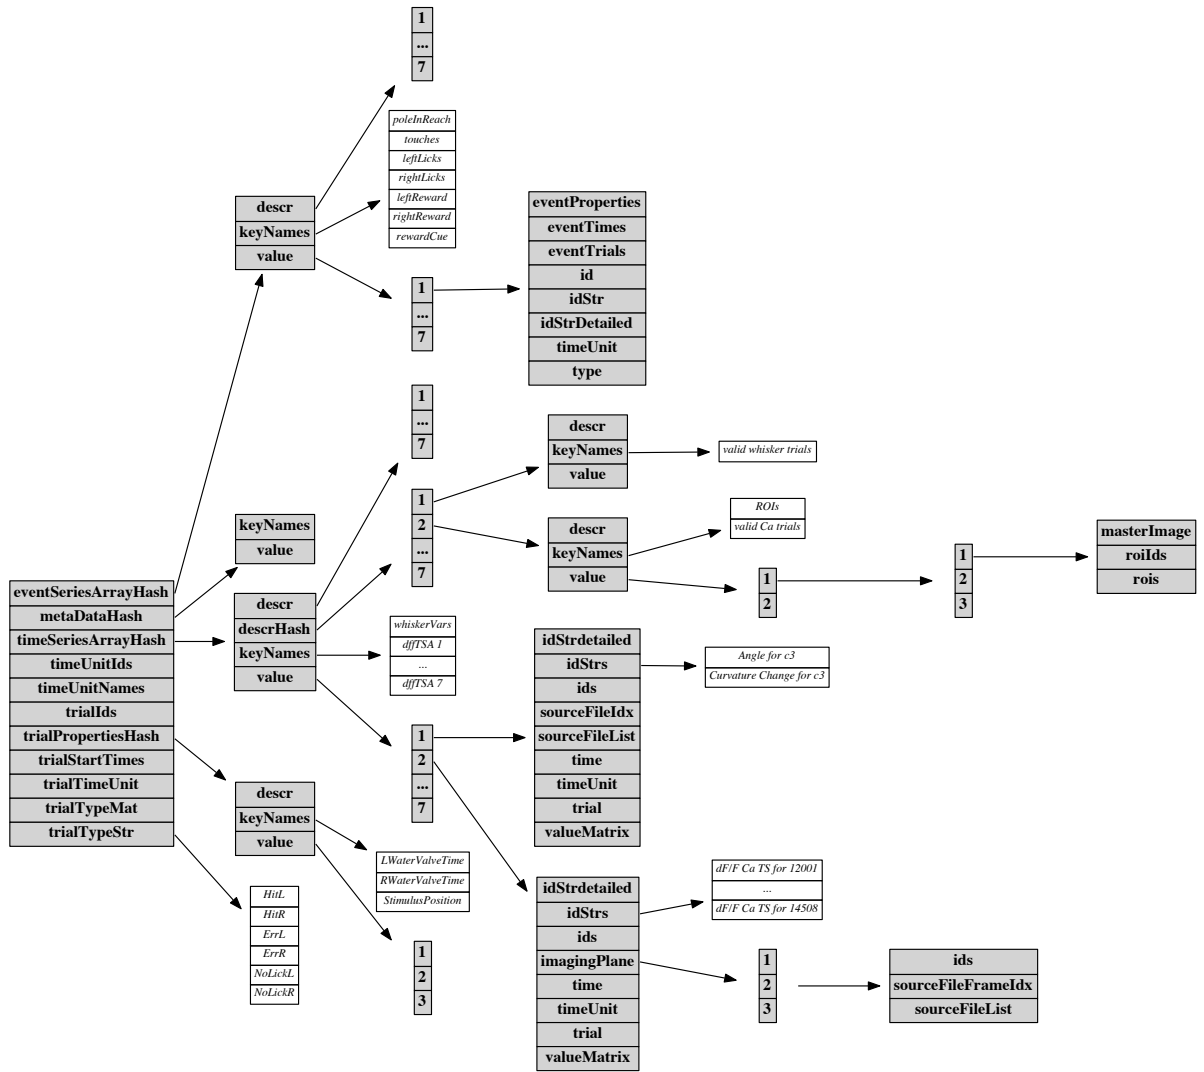 1
...
7
poleInReach
touches
leftLicks
rightLicks
leftReward
rightReward
rewardCue
descr
keyNames
value
1
...
7
eventProperties
eventTimes
eventTrials
id
idStr
idStrDetailed
timeUnit
type
1
...
7
descr
keyNames
value
valid whisker trials
1
2
...
7
descr
keyNames
value
ROIs
valid Ca trials
1
2
1
2
3
masterImage
roiIds
rois
keyNames
value
eventSeriesArrayHash
metaDataHash
timeSeriesArrayHash
timeUnitIds
timeUnitNames
trialIds
trialPropertiesHash
trialStartTimes
trialTimeUnit
trialTypeMat
trialTypeStr
descr
descrHash
keyNames
value
whiskerVars
dffTSA 1
...
dffTSA 7
idStrdetailed
idStrs
ids
sourceFileIdx
sourceFileList
time
timeUnit
trial
valueMatrix
Angle for c3
Curvature Change for c3
1
2
...
7
descr
keyNames
value
LWaterValveTime
RWaterValveTime
StimulusPosition
HitL
HitR
ErrL
ErrR
NoLickL
NoLickR
1
2
3
idStrdetailed
idStrs
ids
imagingPlane
time
timeUnit
trial
valueMatrix
dF/F Ca TS for 12001
...
dF/F Ca TS for 14508
1
2
3
ids
sourceFileFrameIdx
sourceFileList